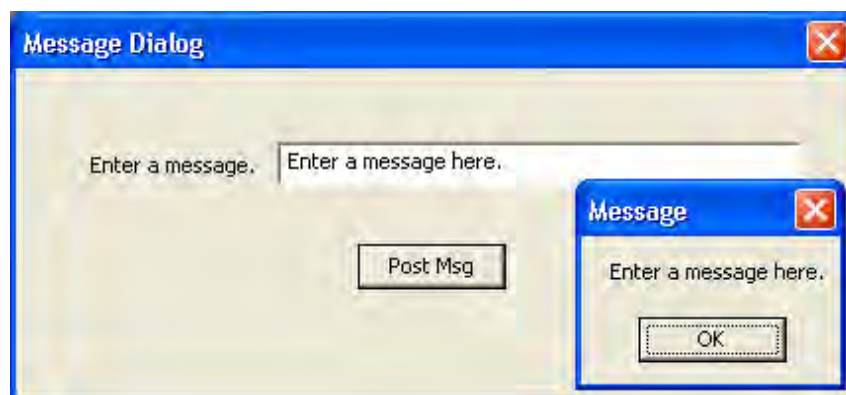 Message Dialog
Enter a message. Enter a message here.
Post Msg
Message
Enter a message here.
OK